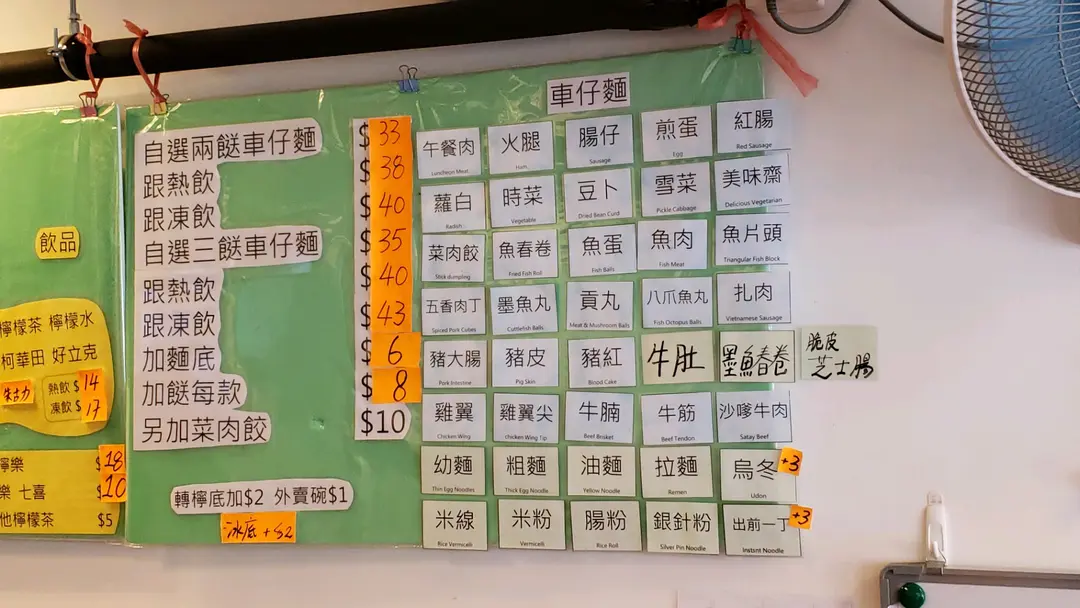 飲品
檸檬茶 檸檬水
柯華田 好立克
朱古力
熱飲$ 14
凍飲$ 17
檸樂 $18
樂 七喜 $10
他檸檬茶 $5
車仔麵
自選兩餸車仔麵 $33
跟熱飲 $38
跟凍飲 $40
自選三餸車仔麵 $35
跟熱飲 $40
跟凍飲 $43
加麵底 $6
加餸每款 $8
另加菜肉餃 $10
轉檸底加$2 外賣碗$1
冰底+$2
午餐肉 火腿 腸仔 煎蛋 紅腸
Luncheon Meat Ham Sausage Egg Red Sausage
蘿白 時菜 豆卜 雪菜 美味齋
Radish Vegetable Dried Bean Curd Pickle Cabbage Delicious Vegetarian
菜肉餃 魚春卷 魚蛋 魚肉 魚片頭
Stick dumpling Fried Fish Roll Fish Balls Fish Meat Triangular Fish Block
五香肉丁 墨魚丸 貢丸 八爪魚丸 扎肉
Spiced Pork Cubes Cuttlefish Balls Meat & Mushroom Balls Fish Octopus Balls Vietnamese Sausage
豬大腸 豬皮 豬紅 牛肚 墨魚春卷 脆皮芝士腸
Pork Intestine Pig Skin Blood Cake
雞翼 雞翼尖 牛腩 牛筋 沙嗲牛肉
Chicken Wing chicken Wing Tip Beef Brisket Beef Tendon Satay Beef
幼麵 粗麵 油麵 拉麵 烏冬 +3
Thin Egg Noodles Thick Egg Noodle Yellow Noodle Ramen Udon
米線 米粉 腸粉 銀針粉 出前一丁 +3
Rice Vermicelli Vermicelli Rice Roll Silver Pin Noodle Instant Noodle